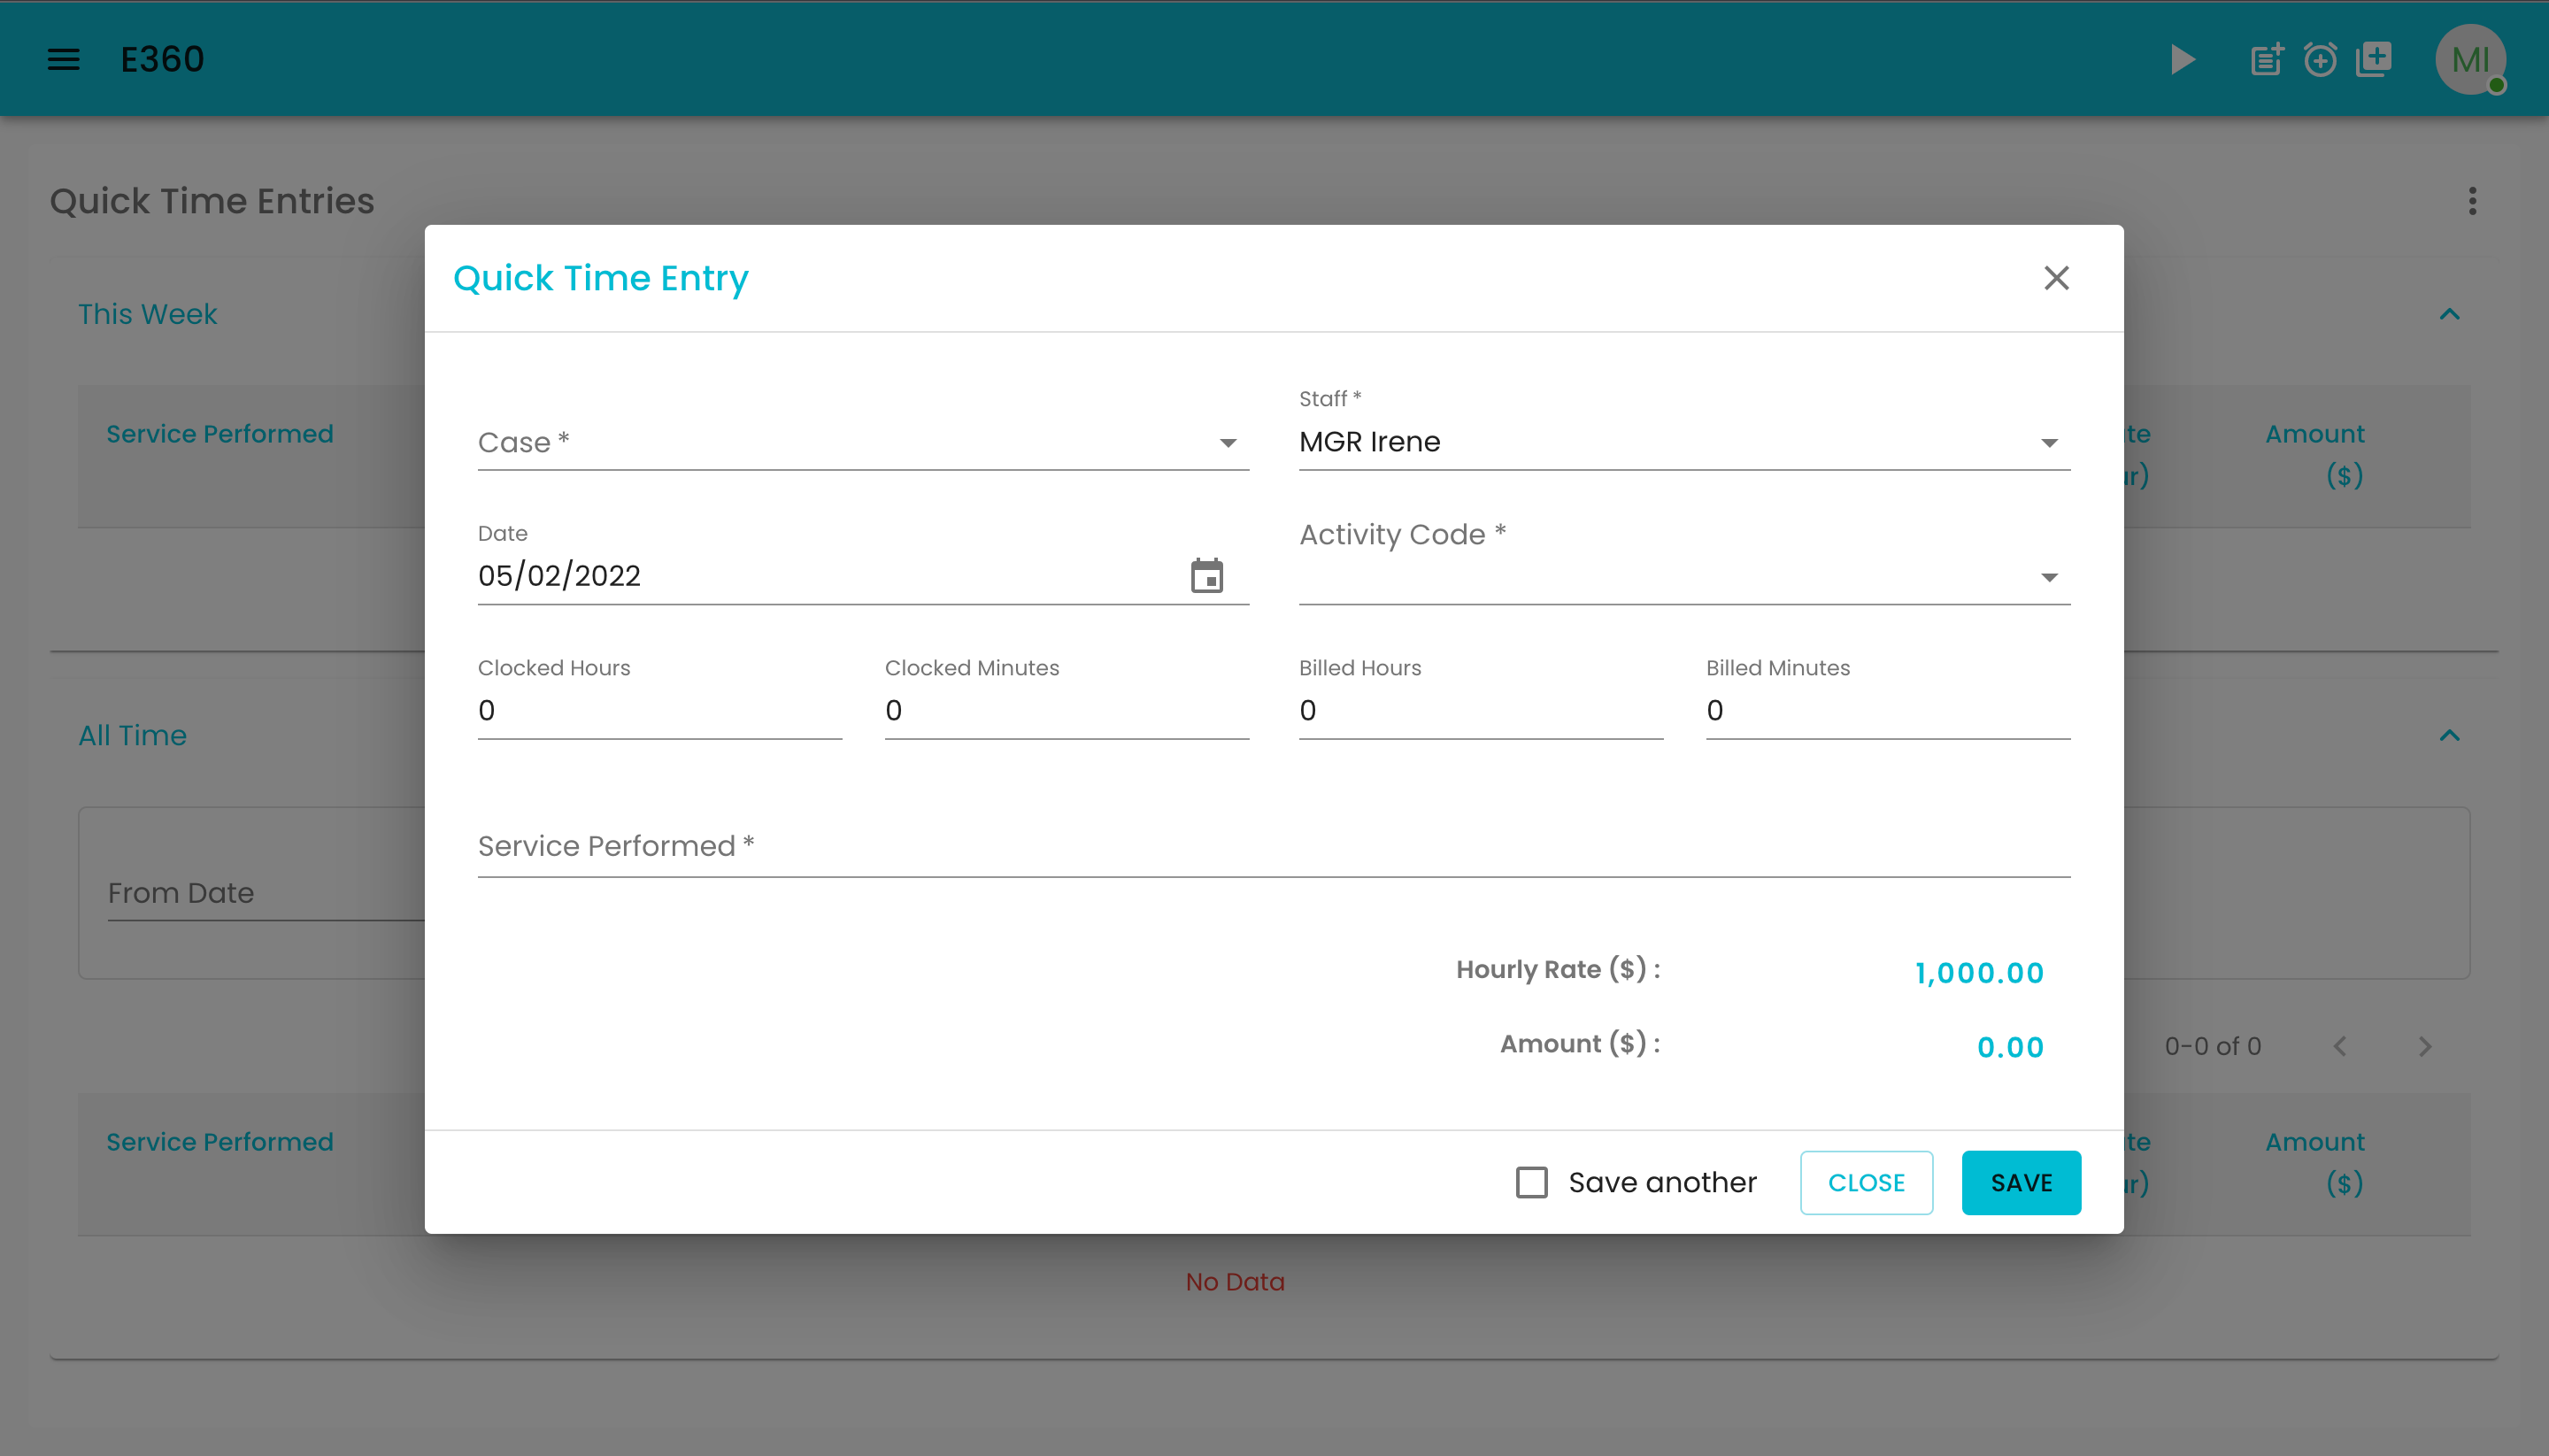 E360
MI
Quick Time Entries
Quick Time Entry
This Week
Staff *
Service Performed
Case *
MGR Irene
Amount
($)
Date
05/02/2022
Activity Code *
Clocked Hours
Clocked Minutes
Billed Hours
Billed Minutes
0
0
0
0
All Time
Service Performed *
From Date
Hourly Rate ($) :
1,000.00
Amount ($) :
0.00
0-0 of 0
Service Performed
Amount
($)
Save another
CLOSE
SAVE
No Data